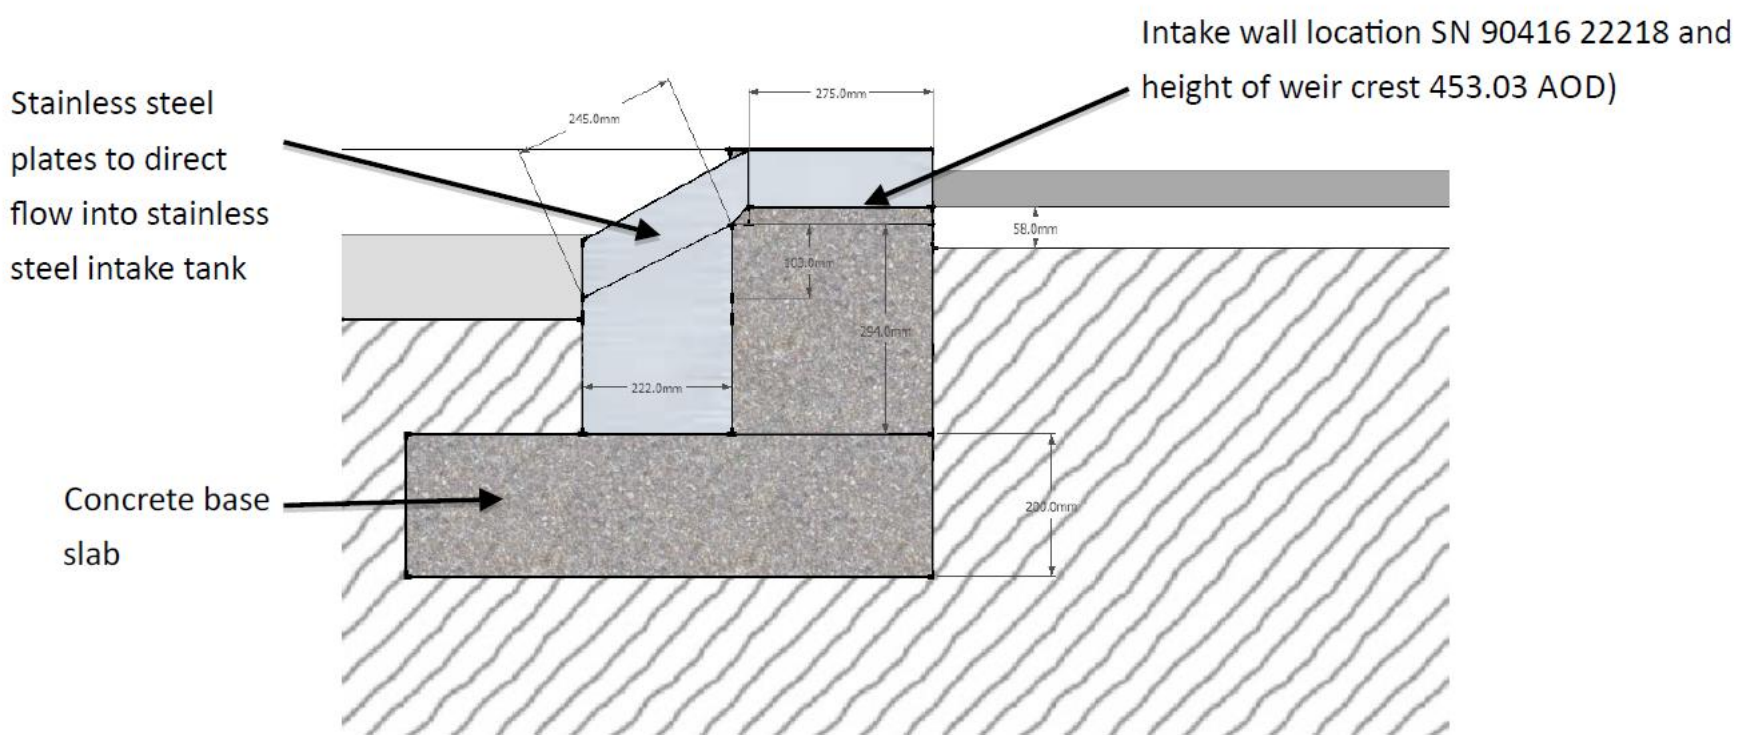 Intake wall location SN 90416 22218 and
height of weir crest 453.03 AOD)
Stainless steel
plates to direct
flow into stainless
steel intake tank
275.0mm
245.0mm
58.0mm
103.0mm
294.0mm
222.0mm
200.0mm
Concrete base
slab